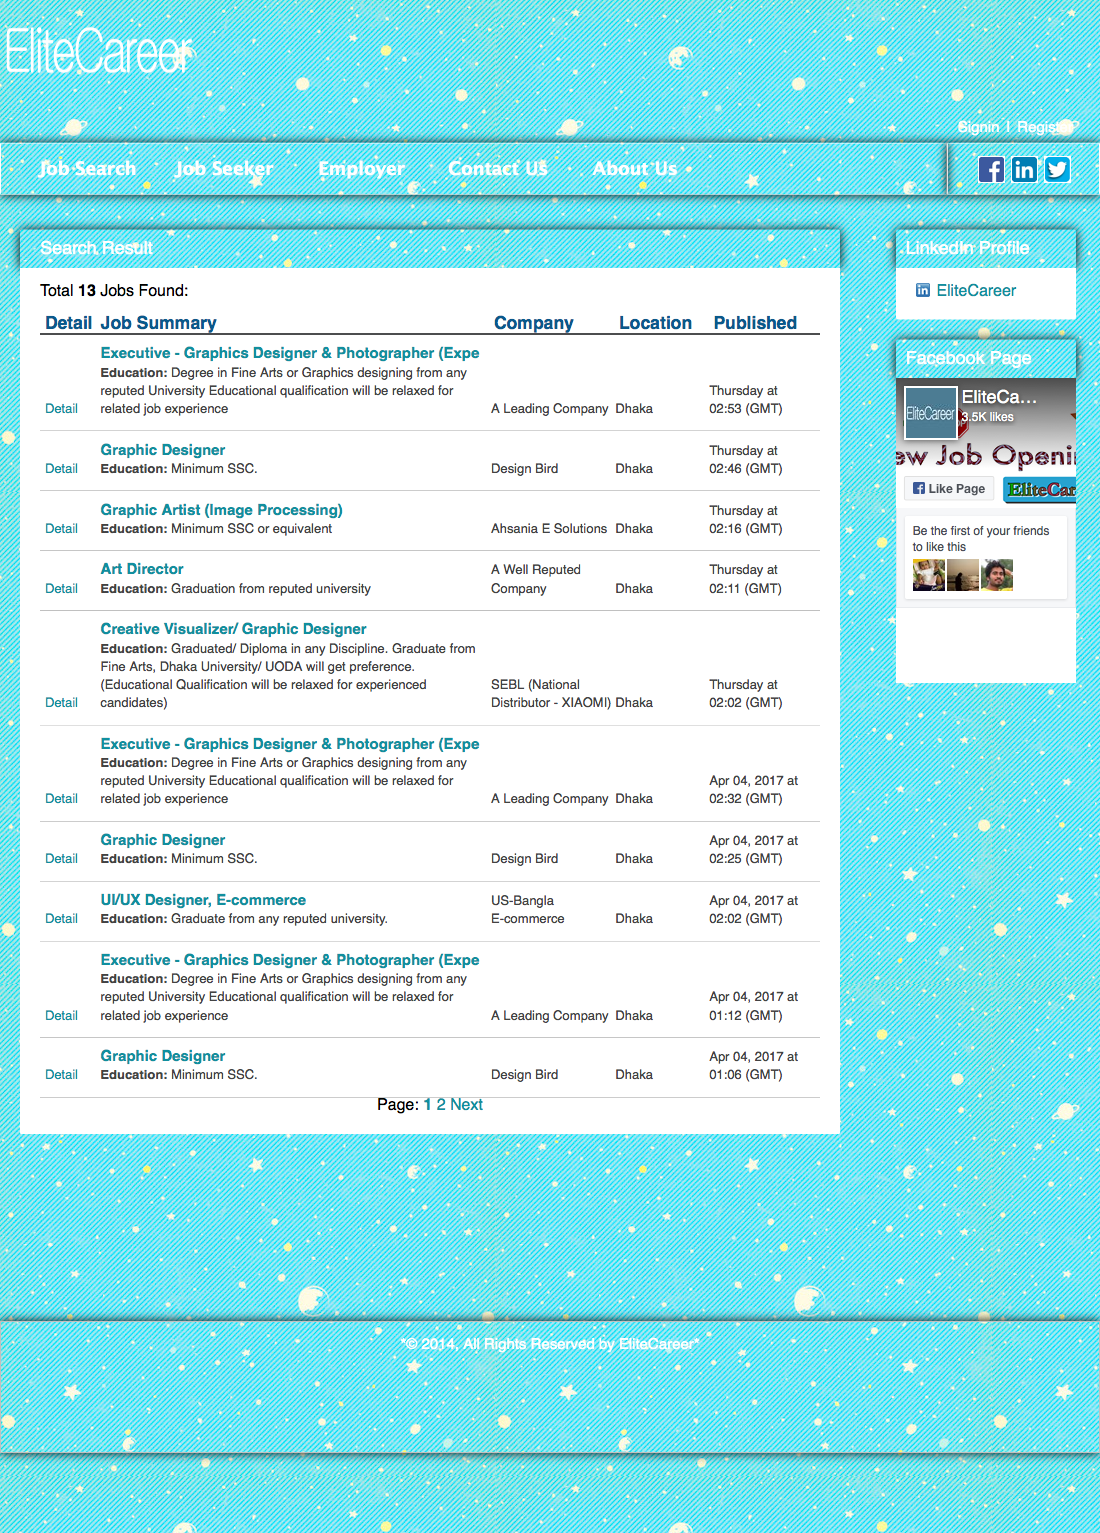 EliteCareer
Signin | Register
Job Search Job Seeker Employer Contact US About Us
Search Result
Total 13 Jobs Found:
Detail Job Summary Company Location Published
Executive - Graphics Designer & Photographer (Expe
Education: Degree in Fine Arts or Graphics designing from any
reputed University Educational qualification will be relaxed for Thursday at
Detail related job experience A Leading Company Dhaka 02:53 (GMT)
Graphic Designer Thursday at
Detail Education: Minimum SSC. Design Bird Dhaka 02:46 (GMT)
Graphic Artist (Image Processing) Thursday at
Detail Education: Minimum SSC or equivalent Ahsania E Solutions Dhaka 02:16 (GMT)
Art Director A Well Reputed Thursday at
Detail Education: Graduation from reputed university Company Dhaka 02:11 (GMT)
Creative Visualizer/ Graphic Designer
Education: Graduated/ Diploma in any Discipline. Graduate from
Fine Arts, Dhaka University/ UODA will get preference.
(Educational Qualification will be relaxed for experienced SEBL (National Thursday at
Detail candidates) Distributor - XIAOMI) Dhaka 02:02 (GMT)
Executive - Graphics Designer & Photographer (Expe
Education: Degree in Fine Arts or Graphics designing from any
reputed University Educational qualification will be relaxed for Apr 04, 2017 at
Detail related job experience A Leading Company Dhaka 02:32 (GMT)
Graphic Designer Apr 04, 2017 at
Detail Education: Minimum SSC. Design Bird Dhaka 02:25 (GMT)
UI/UX Designer, E-commerce US-Bangla Apr 04, 2017 at
Detail Education: Graduate from any reputed university. E-commerce Dhaka 02:02 (GMT)
Executive - Graphics Designer & Photographer (Expe
Education: Degree in Fine Arts or Graphics designing from any
reputed University Educational qualification will be relaxed for Apr 04, 2017 at
Detail related job experience A Leading Company Dhaka 01:12 (GMT)
Graphic Designer Apr 04, 2017 at
Detail Education: Minimum SSC. Design Bird Dhaka 01:06 (GMT)
Page: 1 2 Next
LinkedIn Profile
in EliteCareer
Facebook Page
EliteCareer
EliteCa...
3.5K likes
ew Job Openi
Like Page
EliteCar
Be the first of your friends
to like this
"© 2014, All Rights Reserved by EliteCareer"